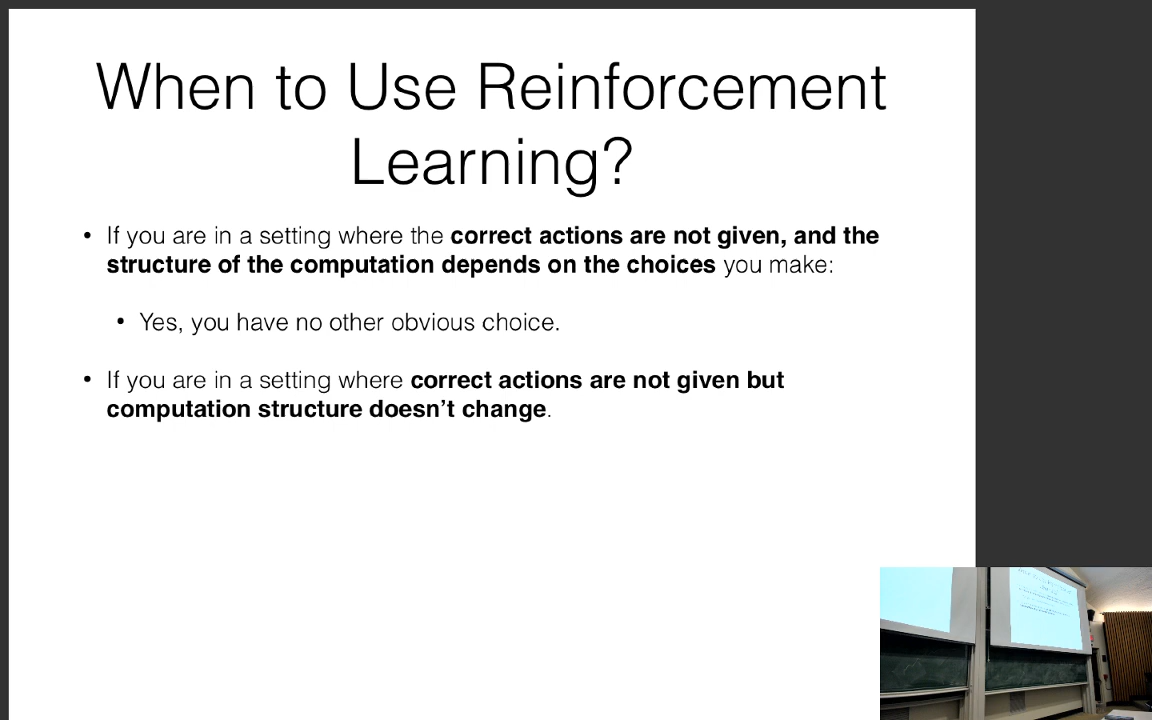 When to Use Reinforcement
Learning?
• If you are in a setting where the correct actions are not given, and the
structure of the computation depends on the choices you make:
• Yes, you have no other obvious choice.
• If you are in a setting where correct actions are not given but
computation structure doesn’t change.